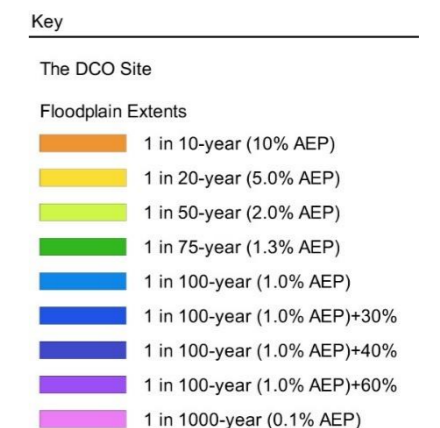 Key
The DCO Site
Floodplain Extents
1 in 10-year (10% AEP)
1 in 20-year (5.0% AEP)
1 in 50-year (2.0% AEP)
1 in 75-year (1.3% AEP)
1 in 100-year (1.0% AEP)
1 in 100-year (1.0% AEP)+30%
1 in 100-year (1.0% AEP)+40%
1 in 100-year (1.0% AEP)+60%
1 in 1000-year (0.1% AEP)